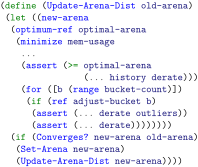 (define (Update-Arena-Dist old-arena)
(let ((new-arena
(optimum-ref optimal-arena
(minimize mem-usage
...
(assert (>= optimal-arena
(... history derate)))
(for ([b (range bucket-count)])
(if (ref adjust-bucket b)
(assert (... derate outliers))
(assert (... derate))))))))
(if (Converges? new-arena old-arena)
(Set-Arena new-arena)
(Update-Arena-Dist new-arena))))